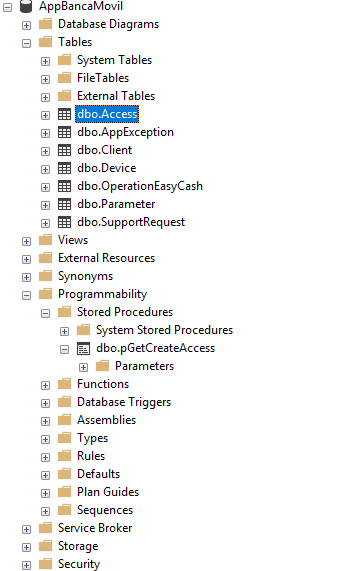 AppBancaMovil
Database Diagrams
Tables
System Tables
FileTables
External Tables
dbo.Access
dbo.AppException
dbo.Client
dbo.Device
dbo.OperationEasyCash
dbo.Parameter
dbo.SupportRequest
Views
External Resources
Synonyms
Programmability
Stored Procedures
System Stored Procedures
dbo.pGetCreateAccess
Parameters
Functions
Database Triggers
Assemblies
Types
Rules
Defaults
Plan Guides
Sequences
Service Broker
Storage
Security